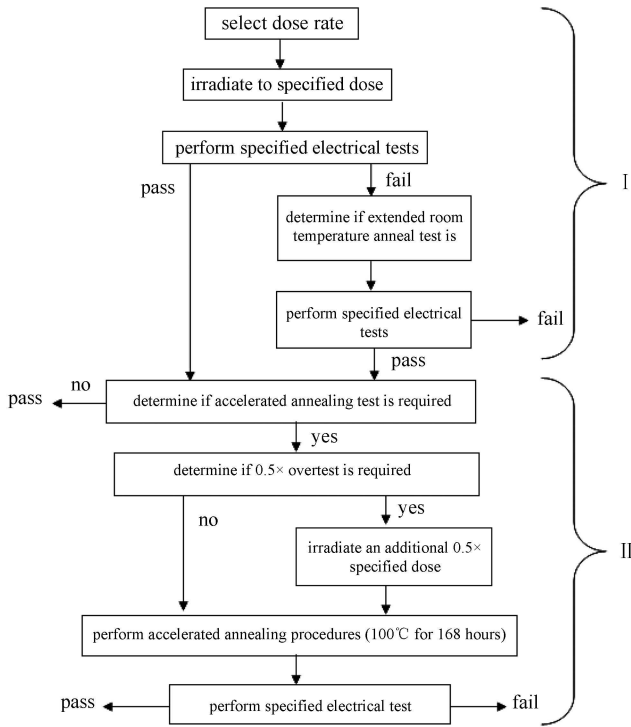 select dose rate
irradiate to specified dose
perform specified electrical tests
pass
fail
determine if extended room
temperature anneal test is
perform specified electrical
tests
fail
pass
I
determine if accelerated annealing test is required
no
pass
yes
determine if 0.5× overtest is required
no
yes
irradiate an additional 0.5×
specified dose
II
perform accelerated annealing procedures (100℃ for 168 hours)
perform specified electrical test
pass
fail